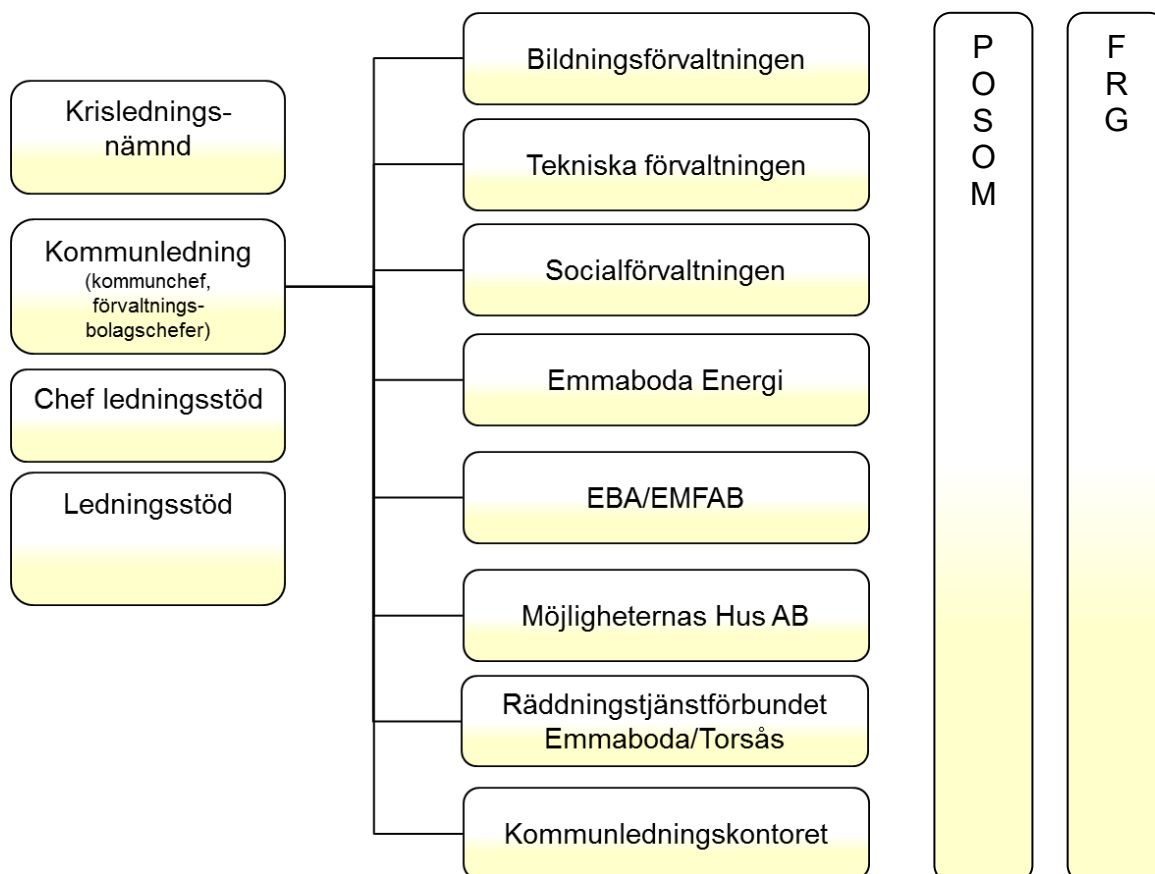 Krislednings-
nämnd
Kommunledning
(kommunchef,
förvaltnings-
bolagschefer)
Chef ledningsstöd
Ledningsstöd
Bildningsförvaltningen
Tekniska förvaltningen
Socialförvaltningen
Emmaboda Energi
EBA/EMFAB
Möjligheternas Hus AB
Räddningstjänstförbundet
Emmaboda/Torsås
Kommunledningskontoret
P
O
S
O
M
F
R
G